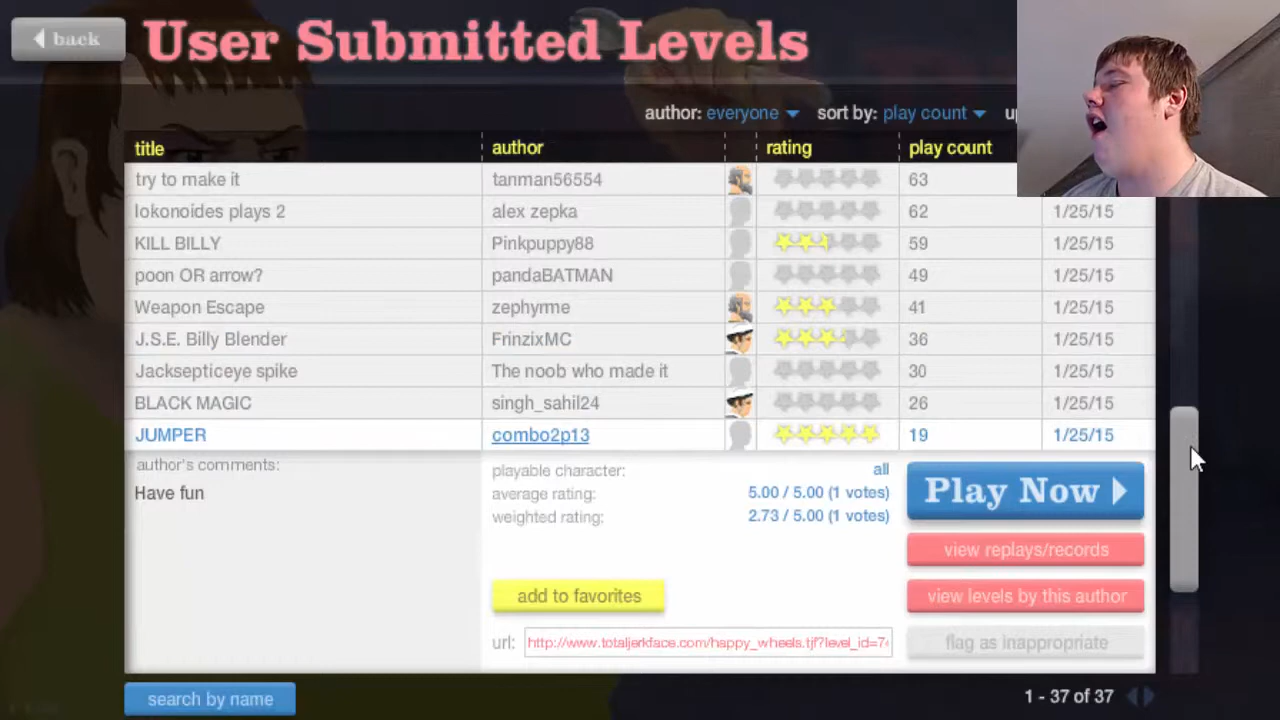 back
User Submitted Levels
author: everyone sort by: play count
title author rating play count
try to make it tanman56554 63
lokonoides plays 2 alex zepka 62 1/25/15
KILL BILLY Pinkpuppy88 59 1/25/15
poon OR arrow? pandaBATMAN 49 1/25/15
Weapon Escape zephyrme 41 1/25/15
J.S.E. Billy Blender FrinzixMC 36 1/25/15
Jacksepticeye spike The noob who made it 30 1/25/15
BLACK MAGIC singh_sahil24 26 1/25/15
JUMPER combo2p13 19 1/25/15
author's comments:
Have fun
playable character: all
average rating: 5.00 / 5.00 (1 votes)
weighted rating: 2.73 / 5.00 (1 votes)
Play Now
view replays/records
add to favorites
view levels by this author
url: http://www.totaljerkface.com/happy_wheels.tjf?level_id=7
flag as inappropriate
search by name
1 - 37 of 37